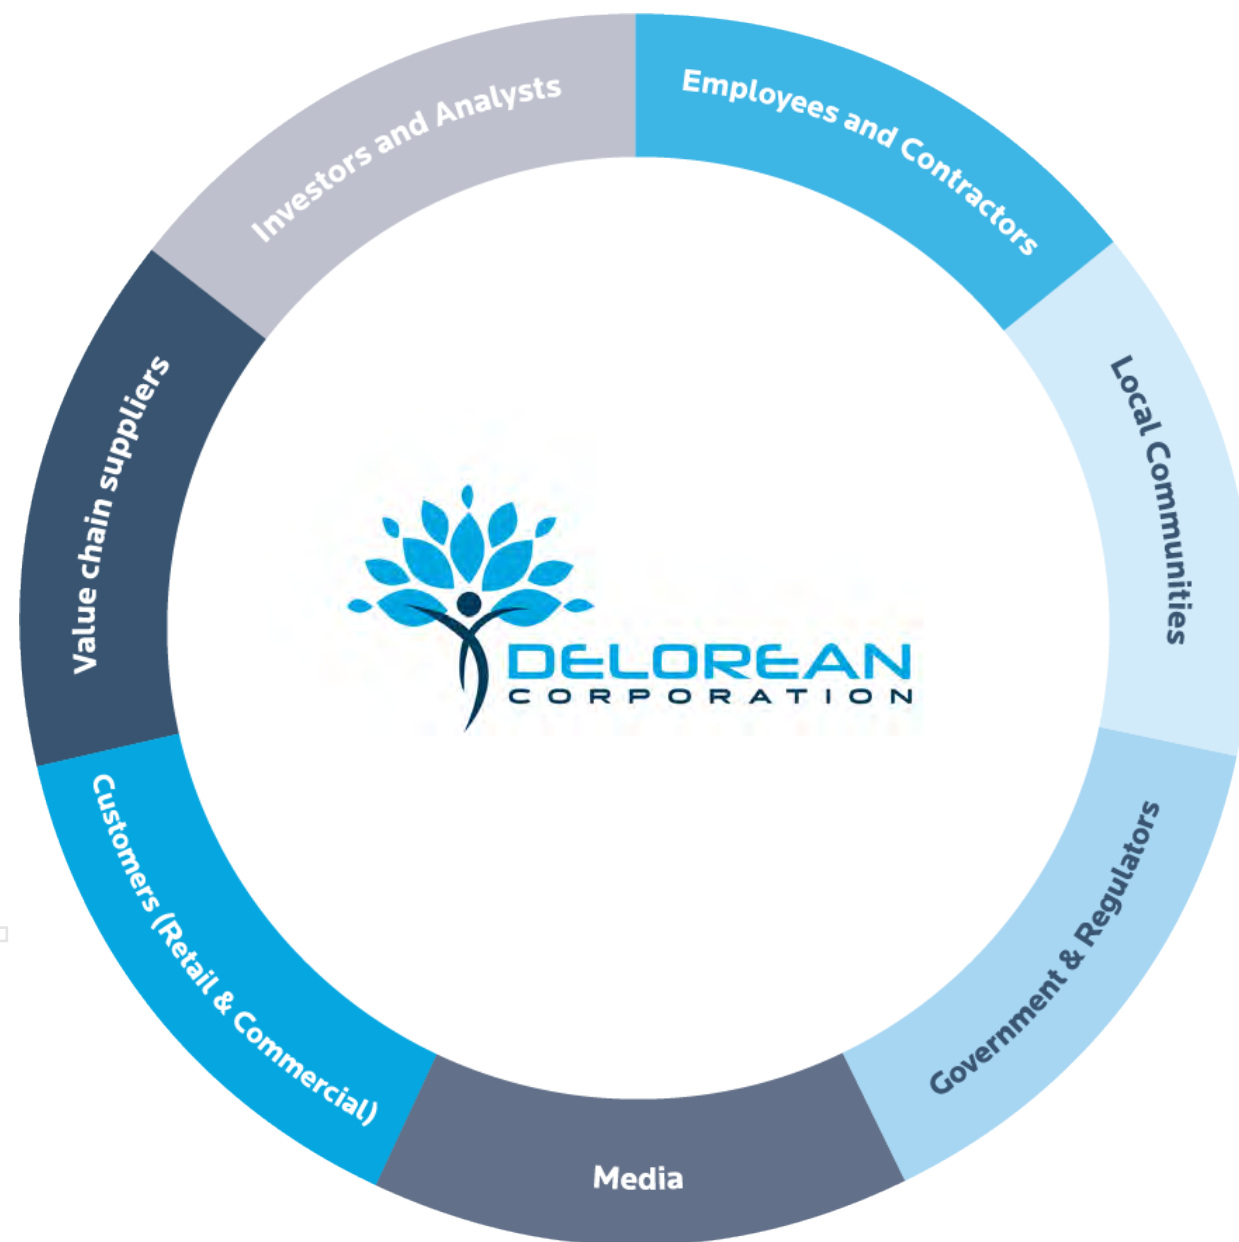 Employees and Contractors
Local Communities
Government & Regulators
Media
Customers (Retail & Commercial)
Value chain suppliers
Investors and Analysts
DELOREAN
CORPORATION